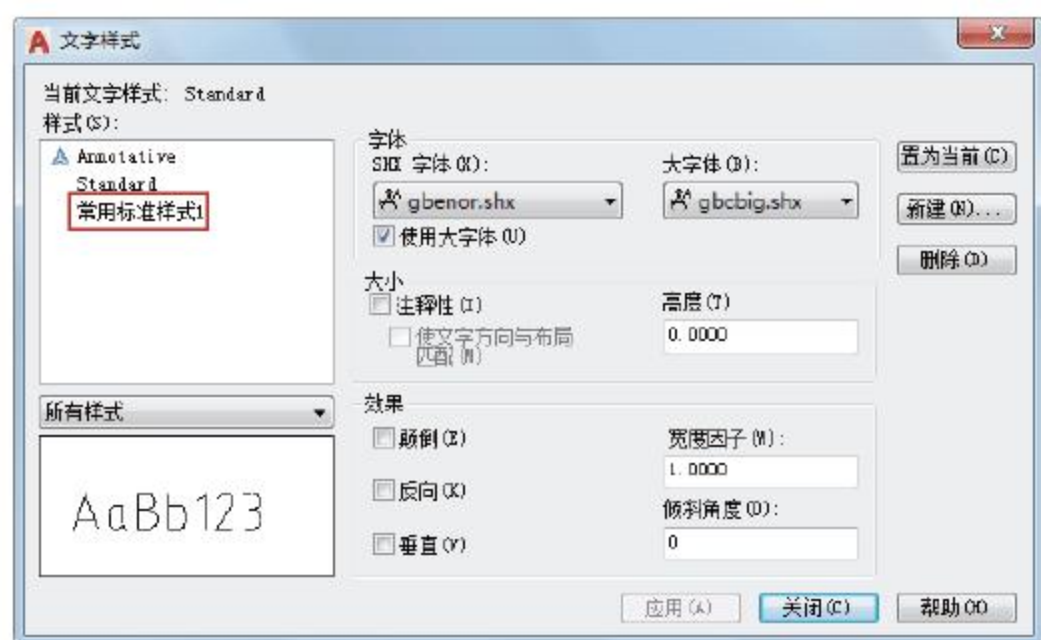 文字样式
当前文字样式: Standard
样式(S):
Annotative
Standard
常用标准样式1
所有样式
AaBb123
字体
SHX 字体(X):
gbenor.shx
使用大字体(U)
大字体(B):
gbcbig.shx
大小
注释性(I)
使文字方向与布局
匹配(M)
高度(T)
0.0000
效果
颠倒(E)
反向(K)
垂直(V)
宽度因子(W):
1.0000
倾斜角度(O):
0
置为当前(C)
新建(N)...
删除(D)
应用(A)
关闭(C)
帮助(H)